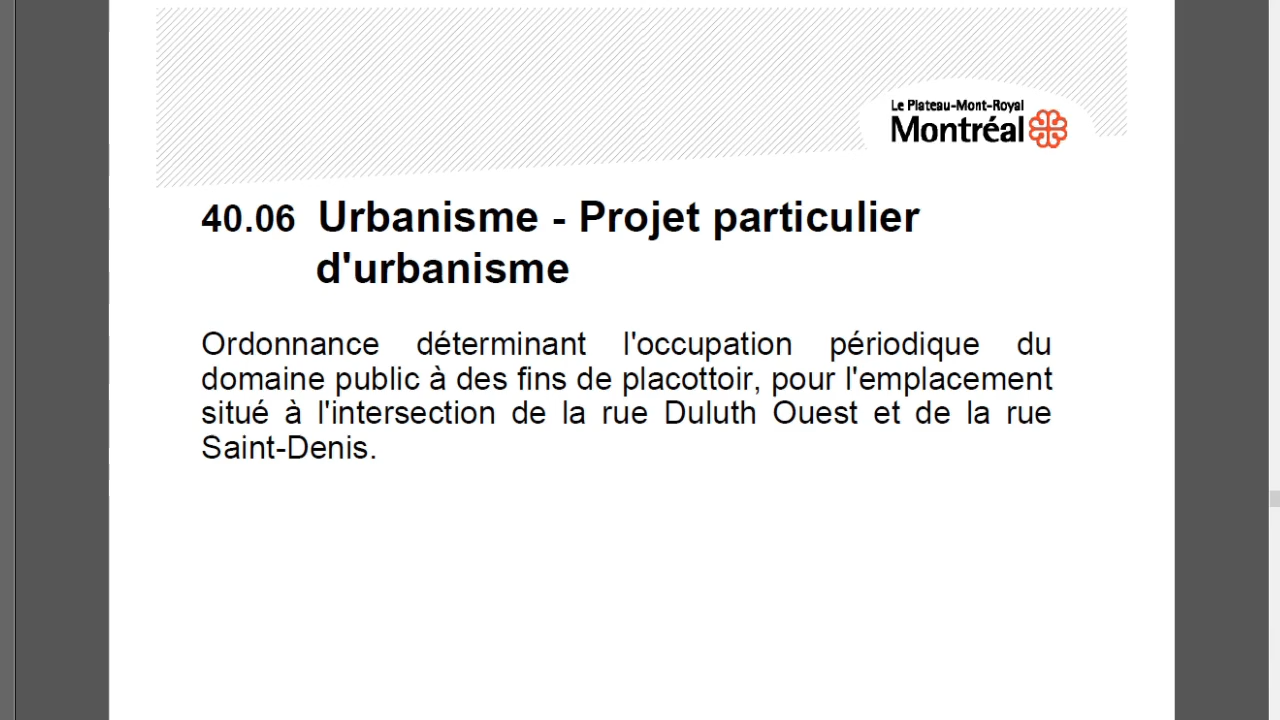 Le Plateau-Mont-Royal
Montréal
40.06 Urbanisme - Projet particulier
d'urbanisme
Ordonnance déterminant l'occupation périodique du
domaine public à des fins de placottoir, pour l'emplacement
situé à l'intersection de la rue Duluth Ouest et de la rue
Saint-Denis.